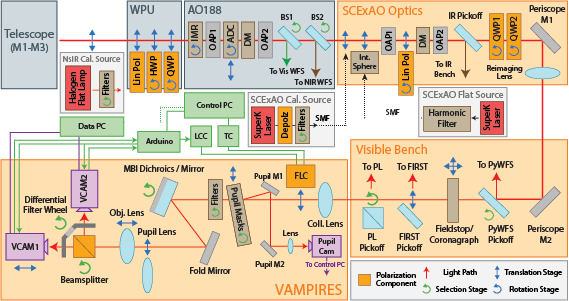 Telescope
(M1-M3)
WPU
AO188
SCExAO Optics
NsIR Cal. Source
Halogen
Flat Lamp
Filters
Lin Pol
HWP
QWP
IMR
OAP1
ADC
DM
OAP2
BS1
BS2
To Vis WFS
To NIR WFS
Int.
Sphere
OAP1
Lin Pol
DM
OAP2
IR Pickoff
To IR
Bench
QWP1
QWP2
Reimaging
Lens
Periscope
M1
SCExAO Cal. Source
SuperK
Laser
Depolz
Filters
SMF
SMF
SCExAO Flat Source
Harmonic
Filter
SuperK
Laser
Control PC
Data PC
Arduino
LCC
TC
Visible Bench
To PL
To FIRST
To PyWFS
PL
Pickoff
FIRST
Pickoff
Fieldstop/
Coronagraph
PyWFS
Pickoff
Periscope
M2
VCAM2
Differential
Filter Wheel
VCAM1
Beamsplitter
Obj. Lens
Pupil Lens
MBI Dichroics / Mirror
Fold Mirror
Filters
Pupil Masks
Pupil M1
Pupil M2
Lens
FLC
Coll. Lens
Pupil
Cam
To Control PC
VAMPIRES
Polarization
Component
Light Path
Translation Stage
Selection Stage
Rotation Stage